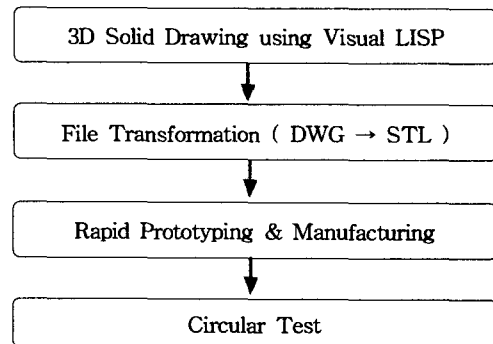 3D Solid Drawing using Visual LISP
File Transformation ( DWG → STL )
Rapid Prototyping & Manufacturing
Circular Test